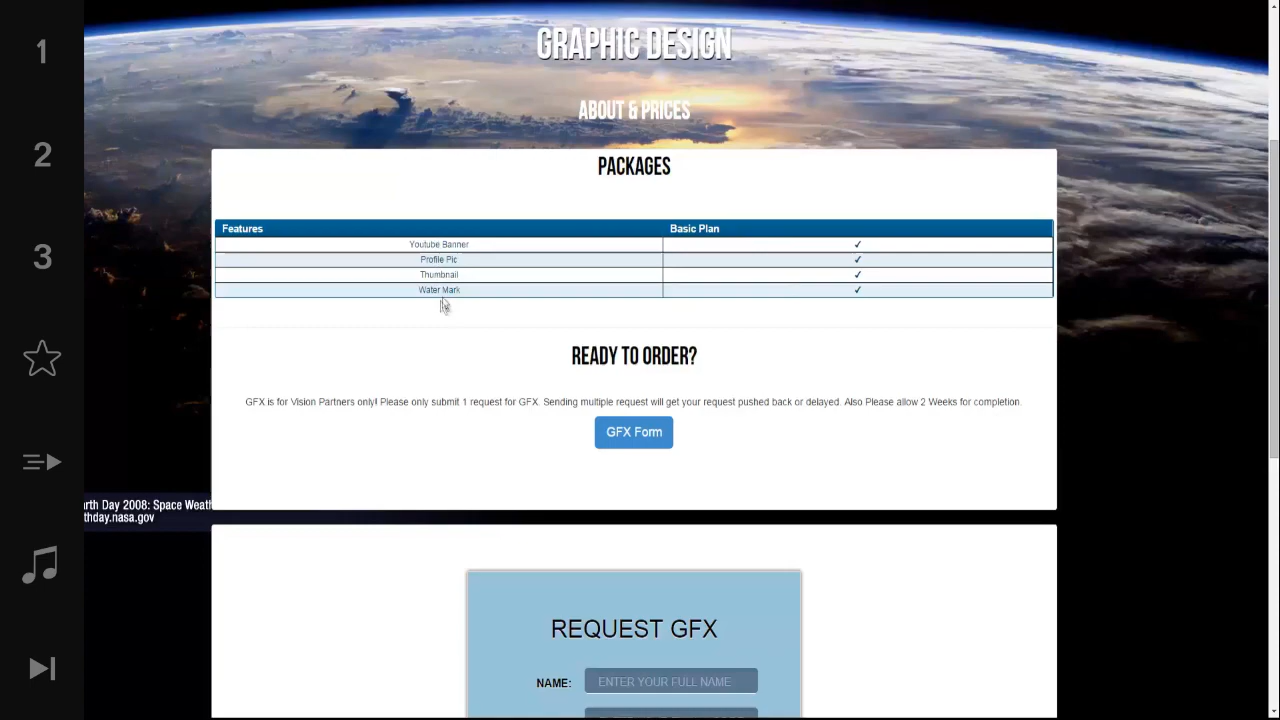 1
2
3
GRAPHIC DESIGN
ABOUT & PRICES
PACKAGES
Features Basic Plan
Youtube Banner ✓
Profile Pic ✓
Thumbnail ✓
Water Mark ✓
READY TO ORDER?
GFX is for Vision Partners only! Please only submit 1 request for GFX. Sending multiple request will get your request pushed back or delayed. Also Please allow 2 Weeks for completion.
GFX Form
arth Day 2008: Space Weath
thday.nasa.gov
REQUEST GFX
NAME: ENTER YOUR FULL NAME